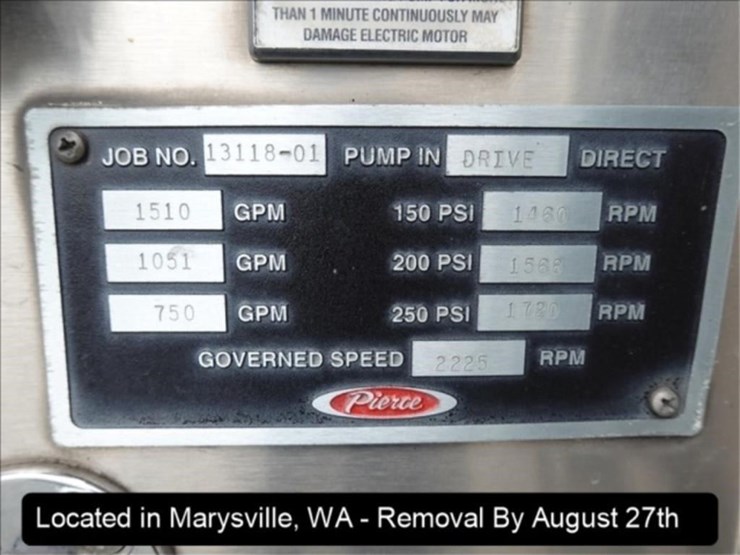 THAN 1 MINUTE CONTINUOUSLY MAY
DAMAGE ELECTRIC MOTOR
JOB NO. 13118-01 PUMP IN DRIVE DIRECT
1510 GPM 150 PSI RPM
1051 GPM 200 PSI RPM
750 GPM 250 PSI RPM
GOVERNED SPEED 2225 RPM
Pierce
Located in Marysville, WA - Removal By August 27th